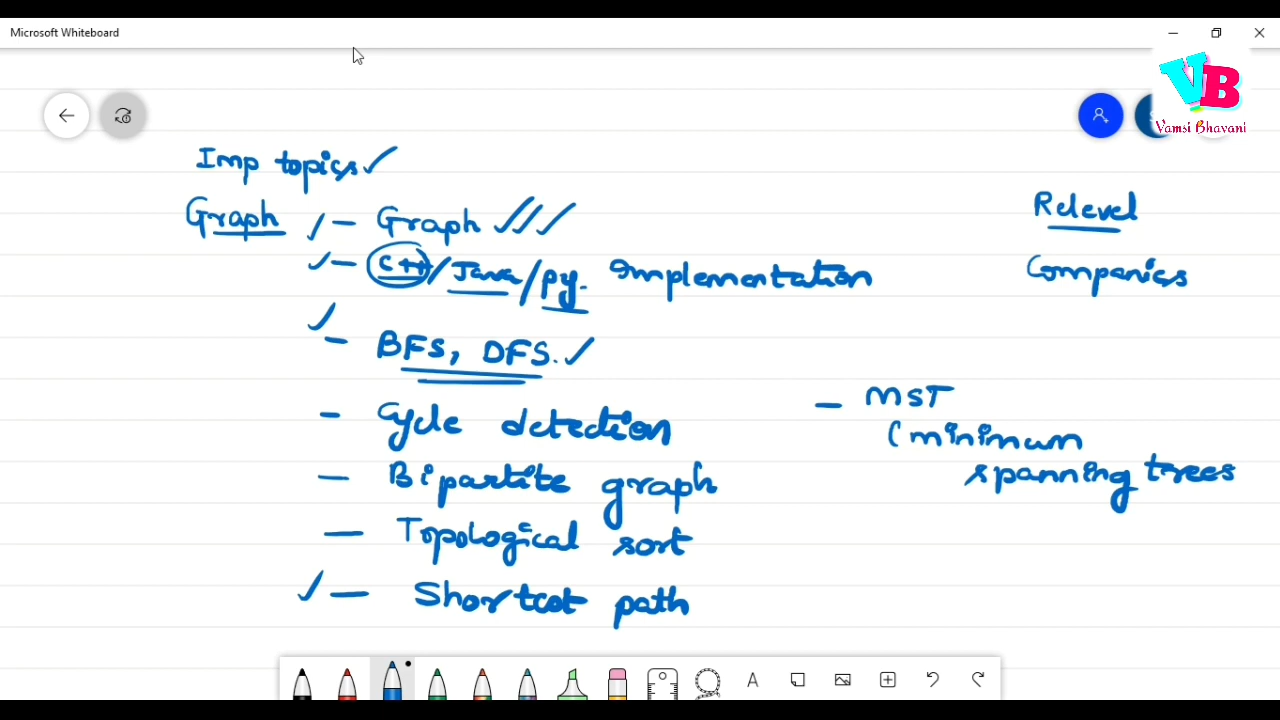 Microsoft Whiteboard
VB
Vamsi Bhavani
Imp topics
Graph - Graph
- C++/Java/py. Implementation
- BFS, DFS.
- Cycle detection
- Bipartite graph
- Topological sort
- Shortest path
Relevel
Companies
- MST
(minimum
spanning trees
A